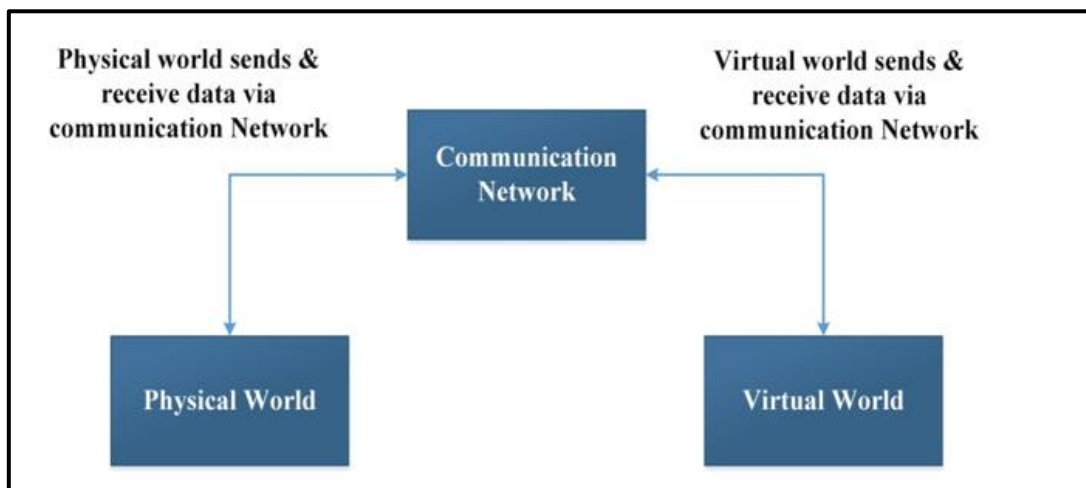 Physical world sends &
receive data via
communication Network
Virtual world sends &
receive data via
communication Network
Communication
Network
Physical World
Virtual World